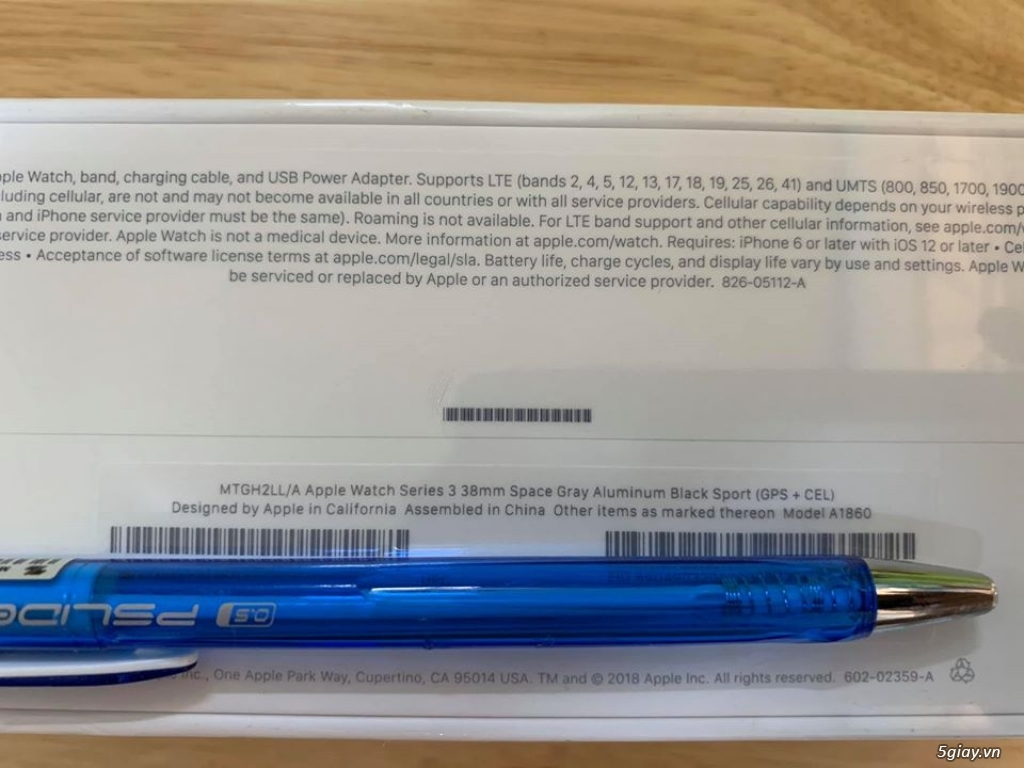 ple Watch, band, charging cable, and USB Power Adapter. Supports LTE (bands 2, 4, 5, 12, 13, 17, 18, 19, 25, 26, 41) and UMTS (800, 850, 1700, 1900
luding cellular, are not and may not become available in all countries or with all service providers. Cellular capability depends on your wireless p
and iPhone service provider must be the same). Roaming is not available. For LTE band support and other cellular information, see apple.com/
service provider. Apple Watch is not a medical device. More information at apple.com/watch. Requires: iPhone 6 or later with iOS 12 or later • Cel
ess • Acceptance of software license terms at apple.com/legal/sla. Battery life, charge cycles, and display life vary by use and settings. Apple W
be serviced or replaced by Apple or an authorized service provider. 826-05112-A
MTGH2LL/A Apple Watch Series 3 38mm Space Gray Aluminum Black Sport (GPS + CEL)
Designed by Apple in California Assembled in China Other items as marked thereon Model A1860
PSLIDE 0.5
Inc., One Apple Park Way, Cupertino, CA 95014 USA. TM and © 2018 Apple Inc. All rights reserved. 602-02359-A
5giay.vn